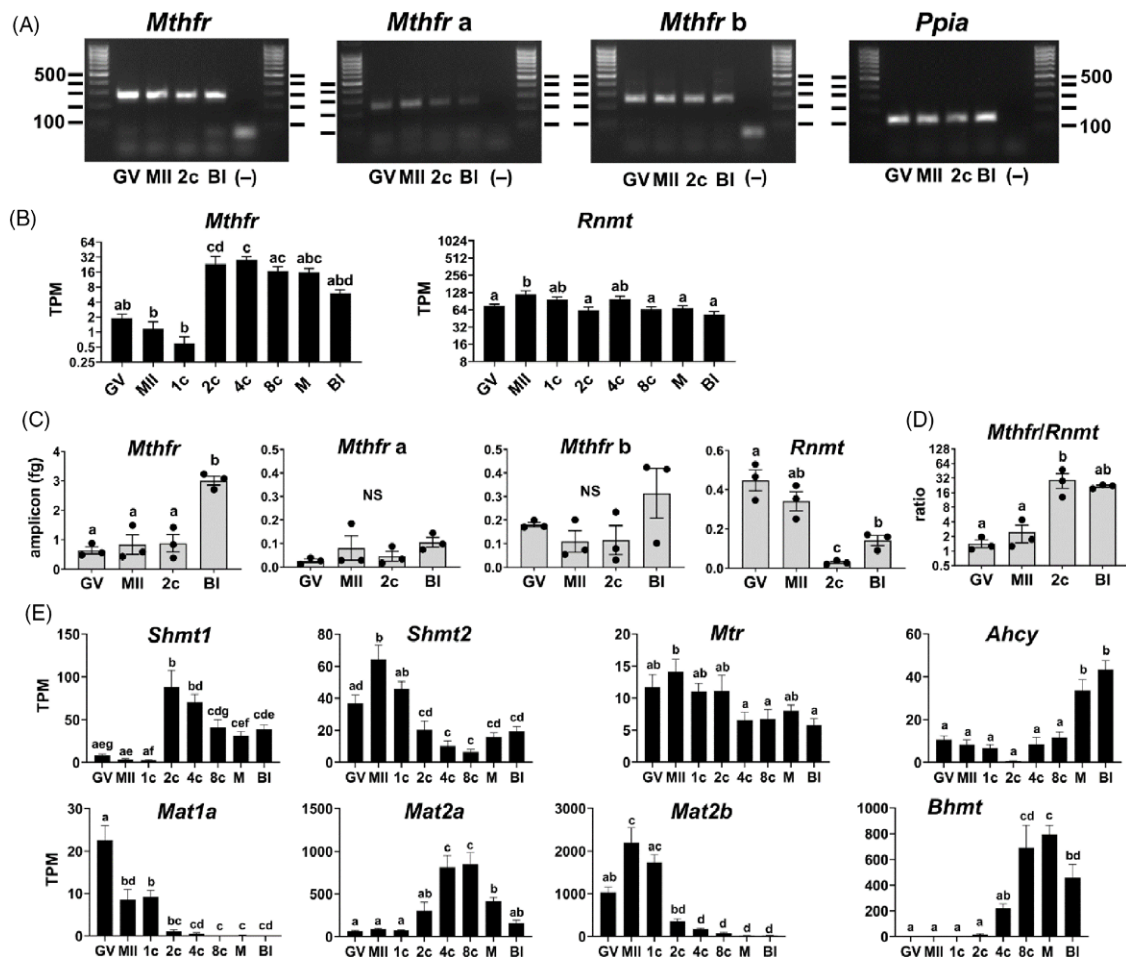 (A)
Mthfr
Mthfr a
Mthfr b
Ppia
500
100
500
100
GV MII 2c Bl (–)
GV MII 2c Bl (–)
GV MII 2c Bl (–)
GV MII 2c Bl (–)
(B)
Mthfr
TPM
64
32
16
8
4
2
1
0.5
0.25
ab b b cd c ac abc abd
GV MII 1c 2c 4c 8c M Bl
Rnmt
TPM
1024
512
256
128
64
32
16
8
a b ab a ab a a a
GV MII 1c 2c 4c 8c M Bl
(C)
Mthfr
amplicon (fg)
4
3
2
1
0
a a a b
GV MII 2c Bl
Mthfr a
0.5
0.4
0.3
0.2
0.1
0.0
NS
GV MII 2c Bl
Mthfr b
0.5
0.4
0.3
0.2
0.1
0.0
NS
GV MII 2c Bl
Rnmt
0.6
0.4
0.2
0.0
a ab c b
GV MII 2c Bl
(D)
Mthfr/Rnmt
ratio
128
64
32
16
8
4
2
1
0.5
a a b ab
GV MII 2c Bl
(E)
Shmt1
TPM
150
100
50
0
aeg ae af b bd cdg cef cde
GV MII 1c 2c 4c 8c M Bl
Shmt2
80
60
40
20
0
ad b ab cd c c cd cd
GV MII 1c 2c 4c 8c M Bl
Mtr
20
15
10
5
0
ab b ab ab a a ab a
GV MII 1c 2c 4c 8c M Bl
Ahcy
60
40
20
0
a a a a a a b b
GV MII 1c 2c 4c 8c M Bl
Mat1a
TPM
30
20
10
0
a bd b bc cd c c cd
GV MII 1c 2c 4c 8c M Bl
Mat2a
1500
1000
500
0
a a a ab c c b ab
GV MII 1c 2c 4c 8c M Bl
Mat2b
3000
2000
1000
0
ab c ac bd d d d d
GV MII 1c 2c 4c 8c M Bl
Bhmt
1000
800
600
400
200
0
a a a a ab cd c bd
GV MII 1c 2c 4c 8c M Bl